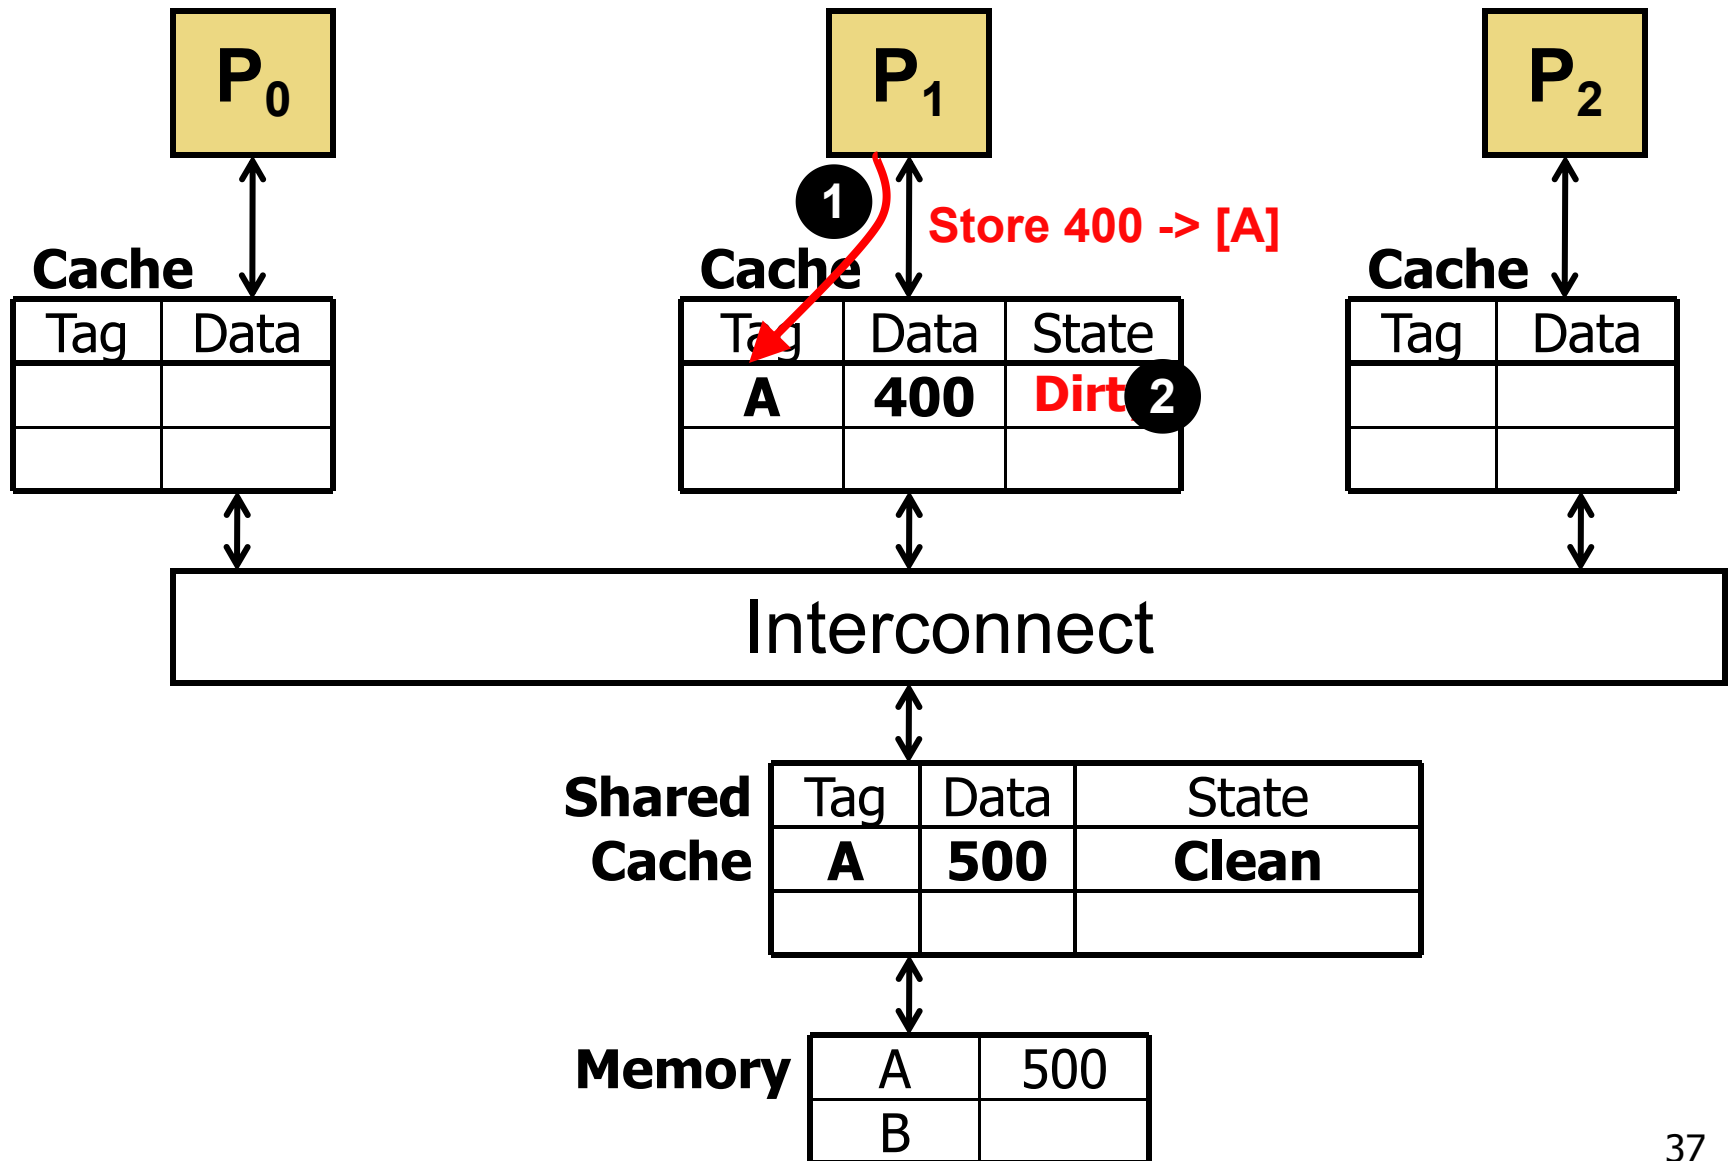 P0 P1 P2
1
Store 400 -> [A]
Cache Cache Cache
Tag Data Tag Data State Tag Data
A 400 Dirt 2
Interconnect
Shared Tag Data State
Cache A 500 Clean
Memory A 500
B
37